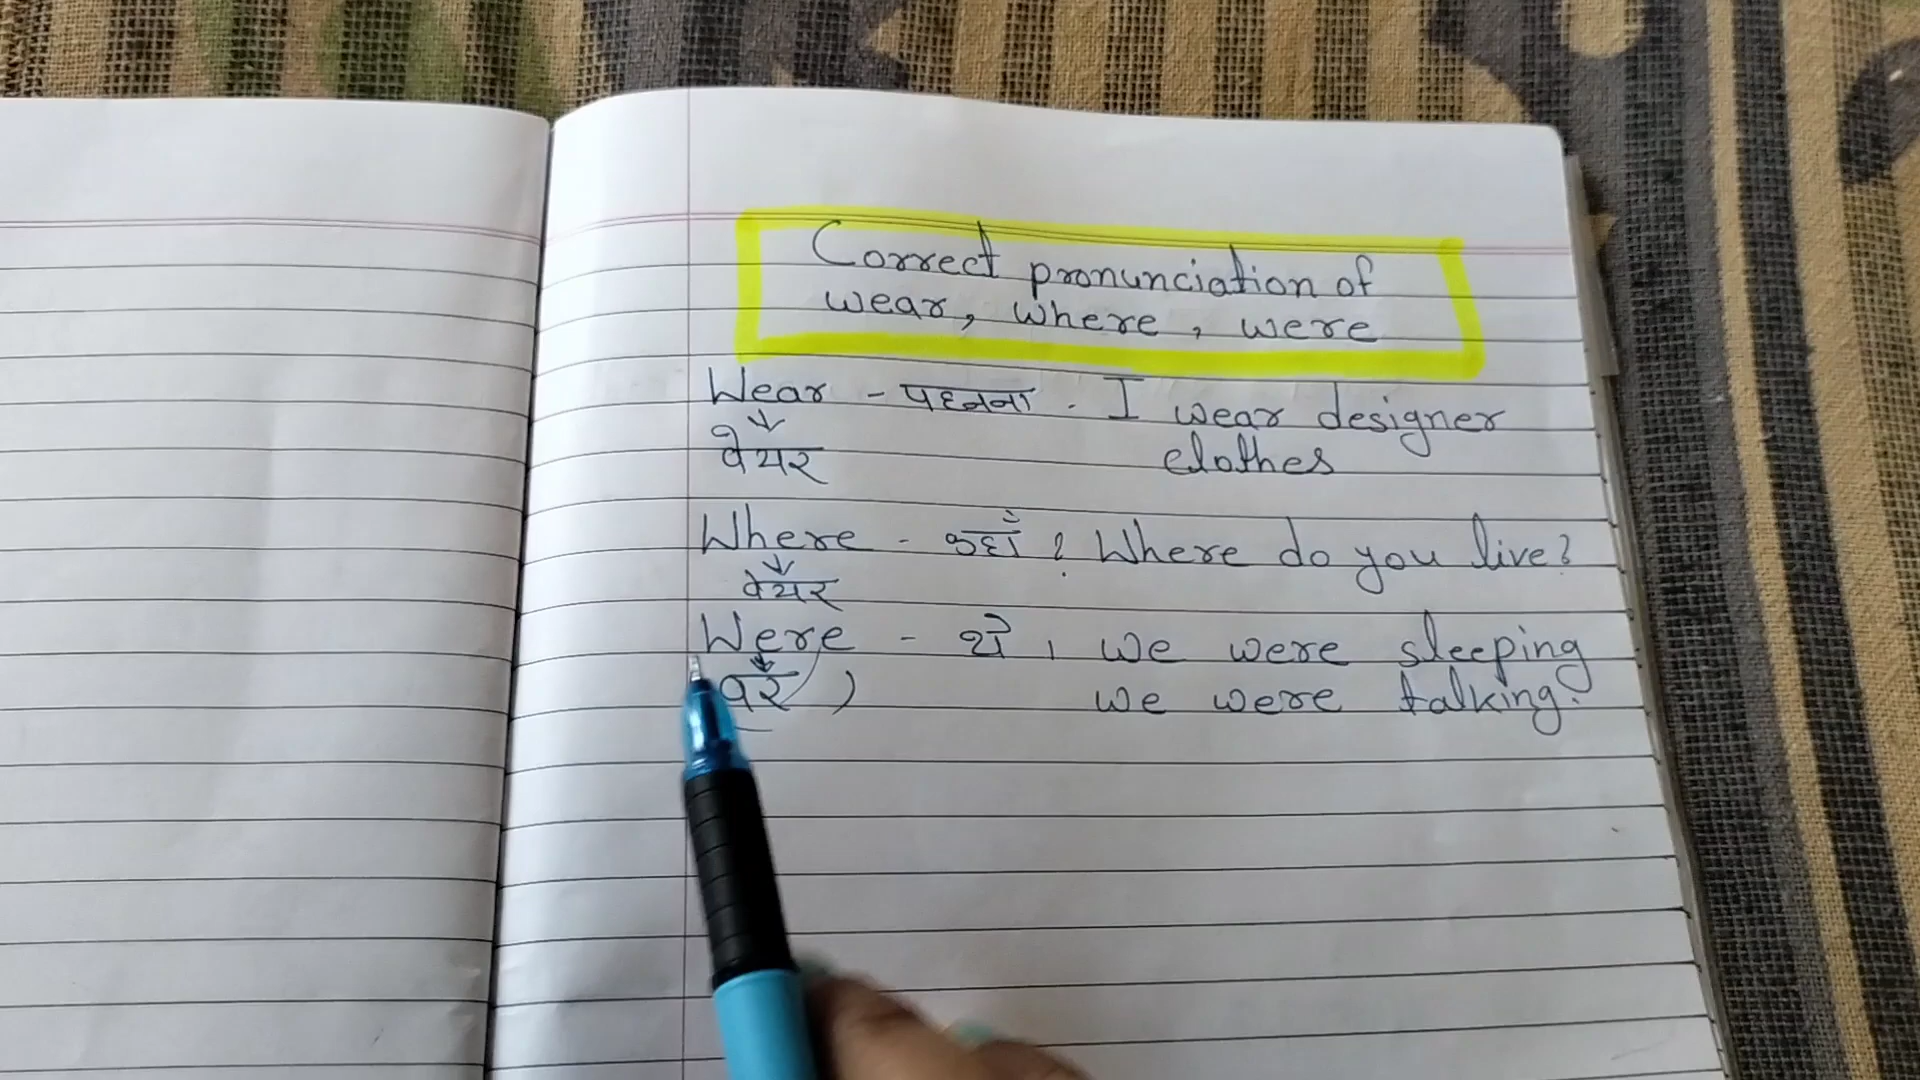 Correct pronunciation of
wear, where, were
Wear - पहनना - I wear designer
वेयर clothes
Where - कहाँ ? Where do you live?
वेयर
Were - थे, we were sleeping
वर ) we were talking.